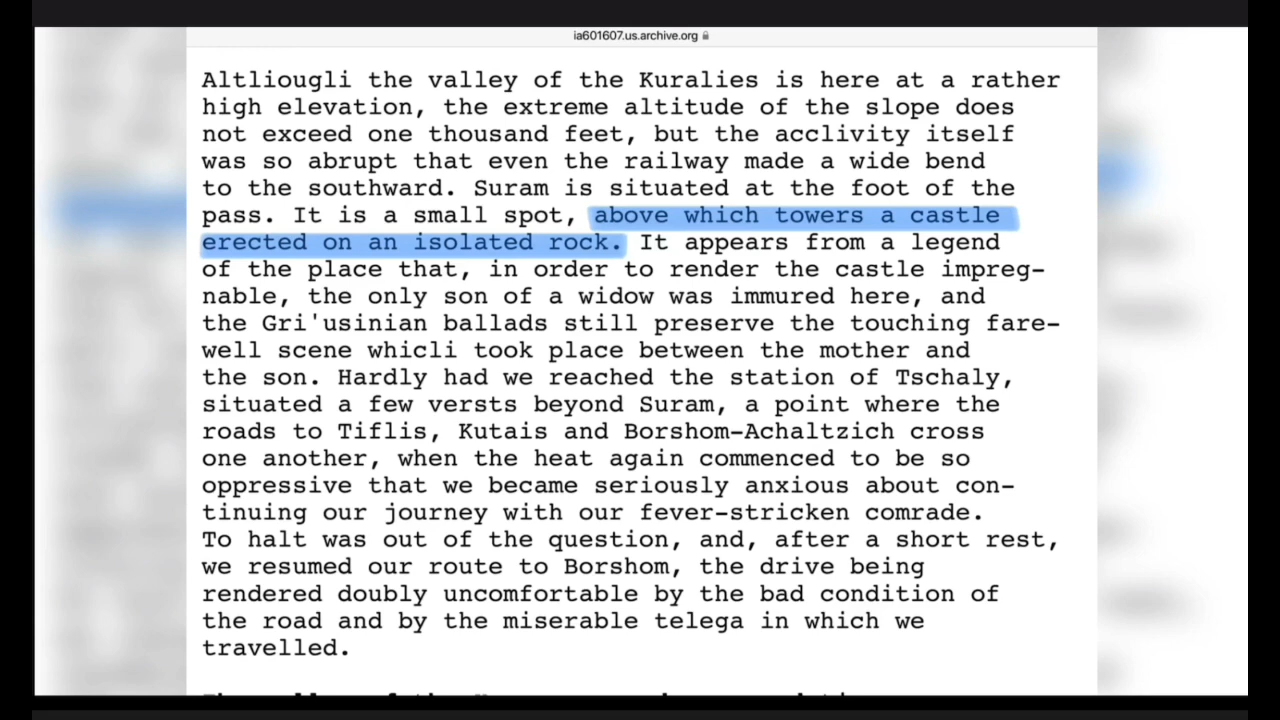 ia601607.us.archive.org
Altliougli the valley of the Kuralies is here at a rather
high elevation, the extreme altitude of the slope does
not exceed one thousand feet, but the acclivity itself
was so abrupt that even the railway made a wide bend
to the southward. Suram is situated at the foot of the
pass. It is a small spot, above which towers a castle
erected on an isolated rock. It appears from a legend
of the place that, in order to render the castle impreg-
nable, the only son of a widow was immured here, and
the Gri'usinian ballads still preserve the touching fare-
well scene whicli took place between the mother and
the son. Hardly had we reached the station of Tschaly,
situated a few versts beyond Suram, a point where the
roads to Tiflis, Kutais and Borshom-Achaltzich cross
one another, when the heat again commenced to be so
oppressive that we became seriously anxious about con-
tinuing our journey with our fever-stricken comrade.
To halt was out of the question, and, after a short rest,
we resumed our route to Borshom, the drive being
rendered doubly uncomfortable by the bad condition of
the road and by the miserable telega in which we
travelled.